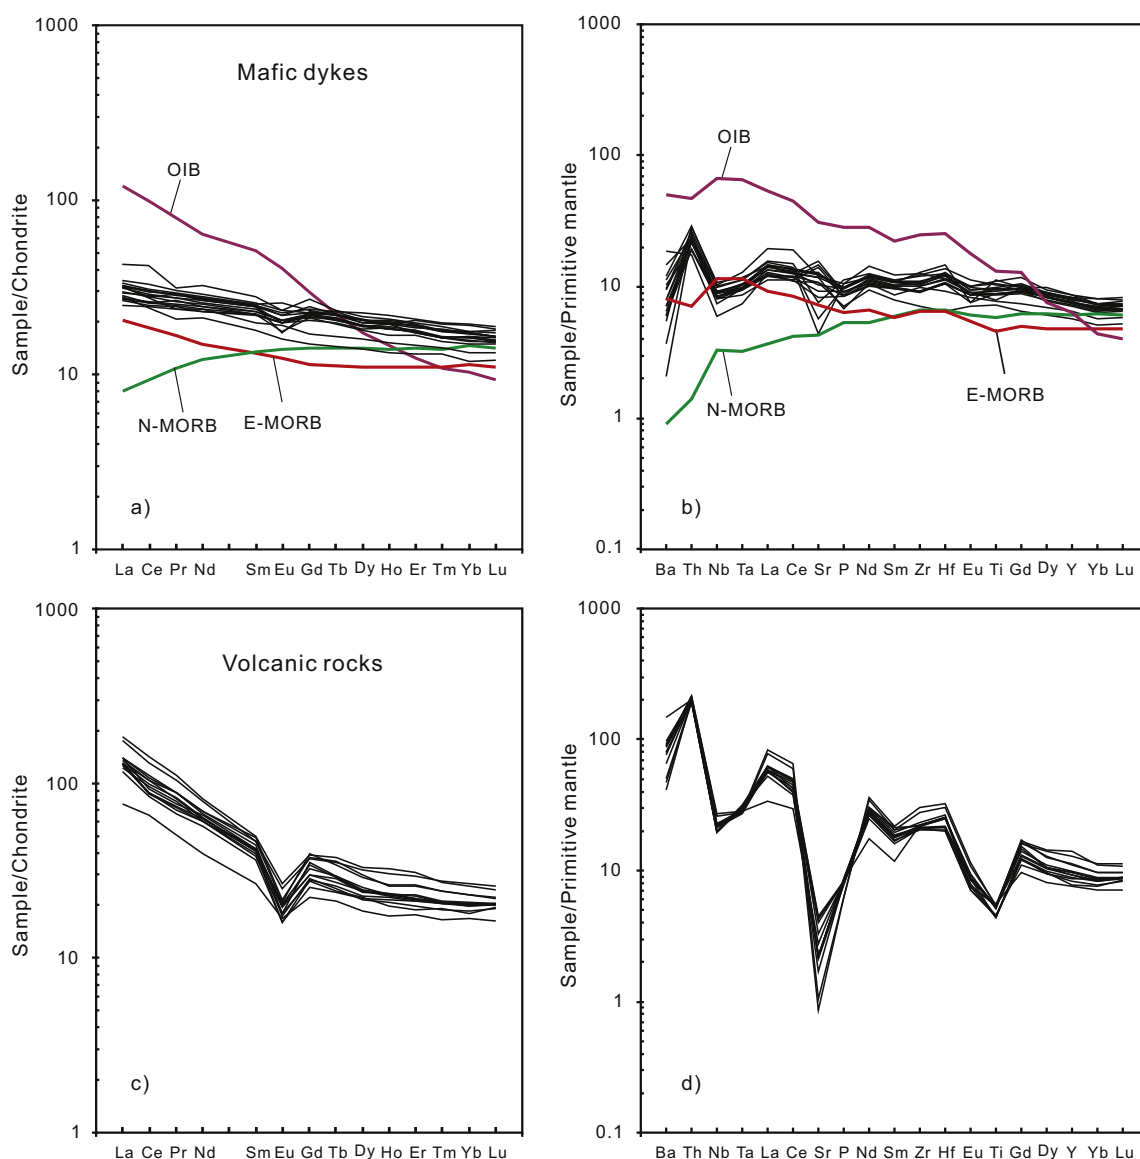 1000
100
10
1
Sample/Chondrite
Mafic dykes
OIB
N-MORB
E-MORB
a)
La Ce Pr Nd Sm Eu Gd Tb Dy Ho Er Tm Yb Lu
1000
100
10
1
0.1
Sample/Primitive mantle
OIB
N-MORB
E-MORB
b)
Ba Th Nb Ta La Ce Sr P Nd Sm Zr Hf Eu Ti Gd Dy Y Yb Lu
1000
100
10
1
Sample/Chondrite
Volcanic rocks
c)
La Ce Pr Nd Sm Eu Gd Tb Dy Ho Er Tm Yb Lu
1000
100
10
1
0.1
Sample/Primitive mantle
d)
Ba Th Nb Ta La Ce Sr P Nd Sm Zr Hf Eu Ti Gd Dy Y Yb Lu